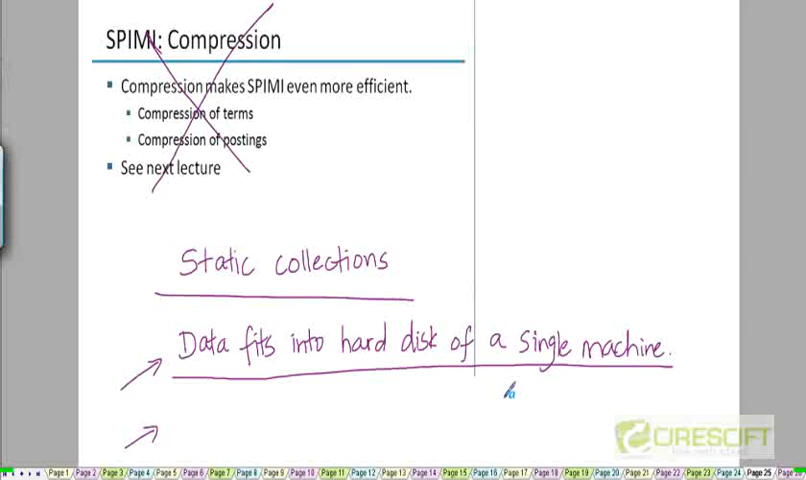 SPIMI: Compression
Compression makes SPIMI even more efficient.
Compression of terms
Compression of postings
See next lecture
Static collections
Data fits into hard disk of a single machine.
CIRESCIFT
Page 1 Page 2 Page 3 Page 4 Page 5 Page 6 Page 7 Page 8 Page 9 Page 10 Page 11 Page 12 Page 13 Page 14 Page 15 Page 16 Page 17 Page 18 Page 19 Page 20 Page 21 Page 22 Page 23 Page 24 Page 25